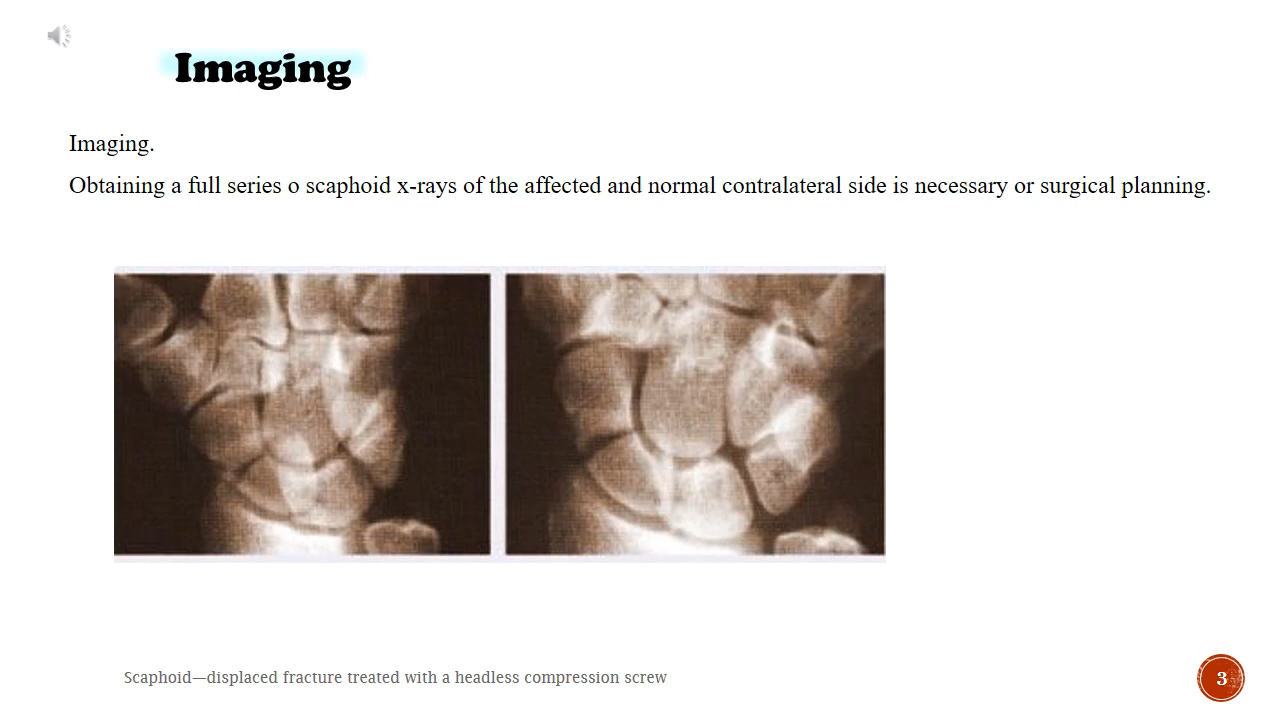 Imaging
Imaging.
Obtaining a full series o scaphoid x-rays of the affected and normal contralateral side is necessary or surgical planning.
Scaphoid—displaced fracture treated with a headless compression screw
3